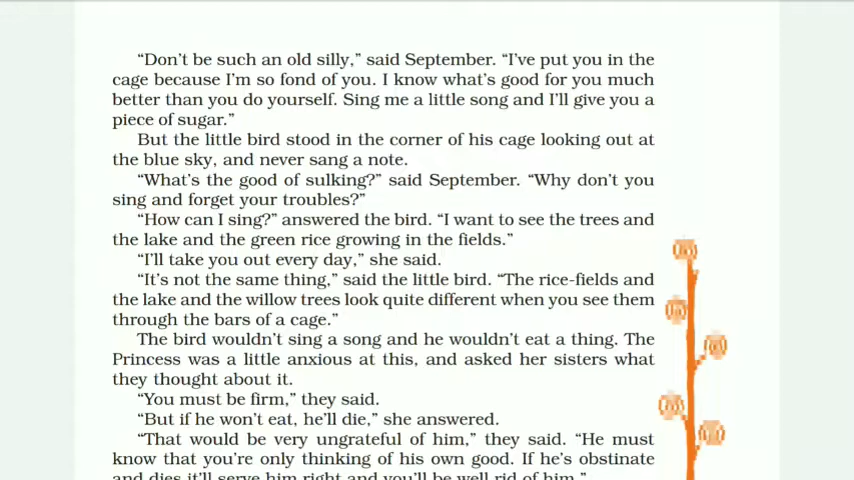 “Don’t be such an old silly,” said September. “I’ve put you in the
cage because I’m so fond of you. I know what’s good for you much
better than you do yourself. Sing me a little song and I’ll give you a
piece of sugar.”
But the little bird stood in the corner of his cage looking out at
the blue sky, and never sang a note.
“What’s the good of sulking?” said September. “Why don’t you
sing and forget your troubles?”
“How can I sing?” answered the bird. “I want to see the trees and
the lake and the green rice growing in the fields.”
“I’ll take you out every day,” she said.
“It’s not the same thing,” said the little bird. “The rice-fields and
the lake and the willow trees look quite different when you see them
through the bars of a cage.”
The bird wouldn’t sing a song and he wouldn’t eat a thing. The
Princess was a little anxious at this, and asked her sisters what
they thought about it.
“You must be firm,” they said.
“But if he won’t eat, he’ll die,” she answered.
“That would be very ungrateful of him,” they said. “He must
know that you’re only thinking of his own good. If he’s obstinate
and dies it’ll serve him right and you’ll be well rid of him.”